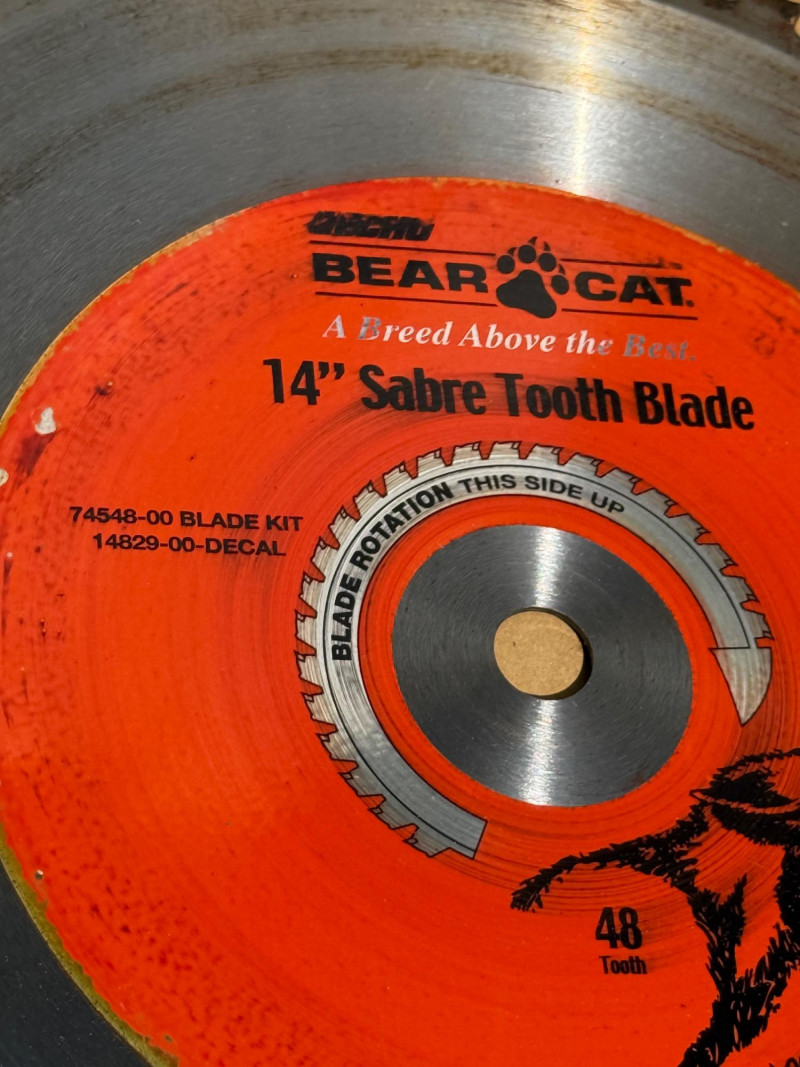 BEAR CAT.
A Breed Above the Best.
14” Sabre Tooth Blade
BLADE ROTATION THIS SIDE UP
74548-00 BLADE KIT
14829-00-DECAL
48
Tooth